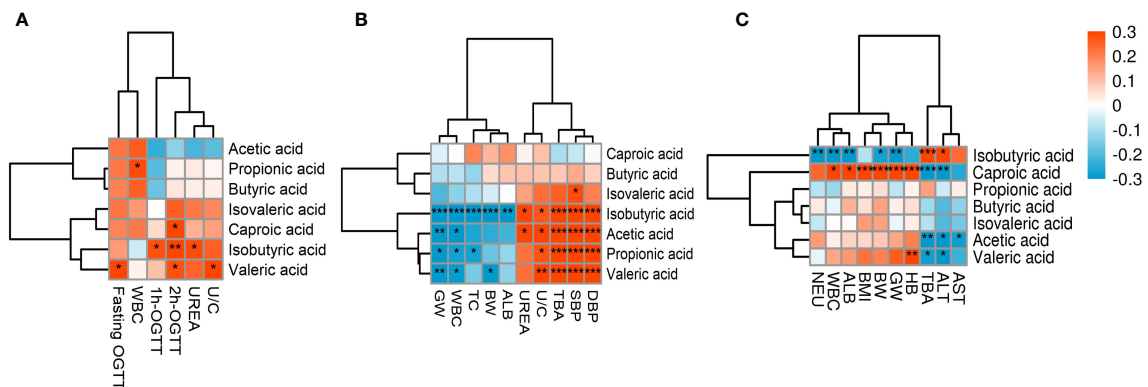 A
Acetic acid
Propionic acid
*
Butyric acid
Isovaleric acid
Caproic acid
*
Isobutyric acid
* ** *
Valeric acid
* * *
Fasting OGTT
WBC
1h-OGTT
2h-OGTT
UREA
U/C
B
Caproic acid
Butyric acid
Isovaleric acid
*
Isobutyric acid
Acetic acid
Propionic acid
Valeric acid
GW
WBC
TC
BW
ALB
UREA
U/C
TBA
SBP
DBP
C
Isobutyric acid
Caproic acid
Propionic acid
Butyric acid
Isovaleric acid
Acetic acid
** * *
Valeric acid
** * *
NEU
WBC
ALB
BMI
BW
GW
HB
TBA
ALT
AST
0.3
0.2
0.1
0
-0.1
-0.2
-0.3